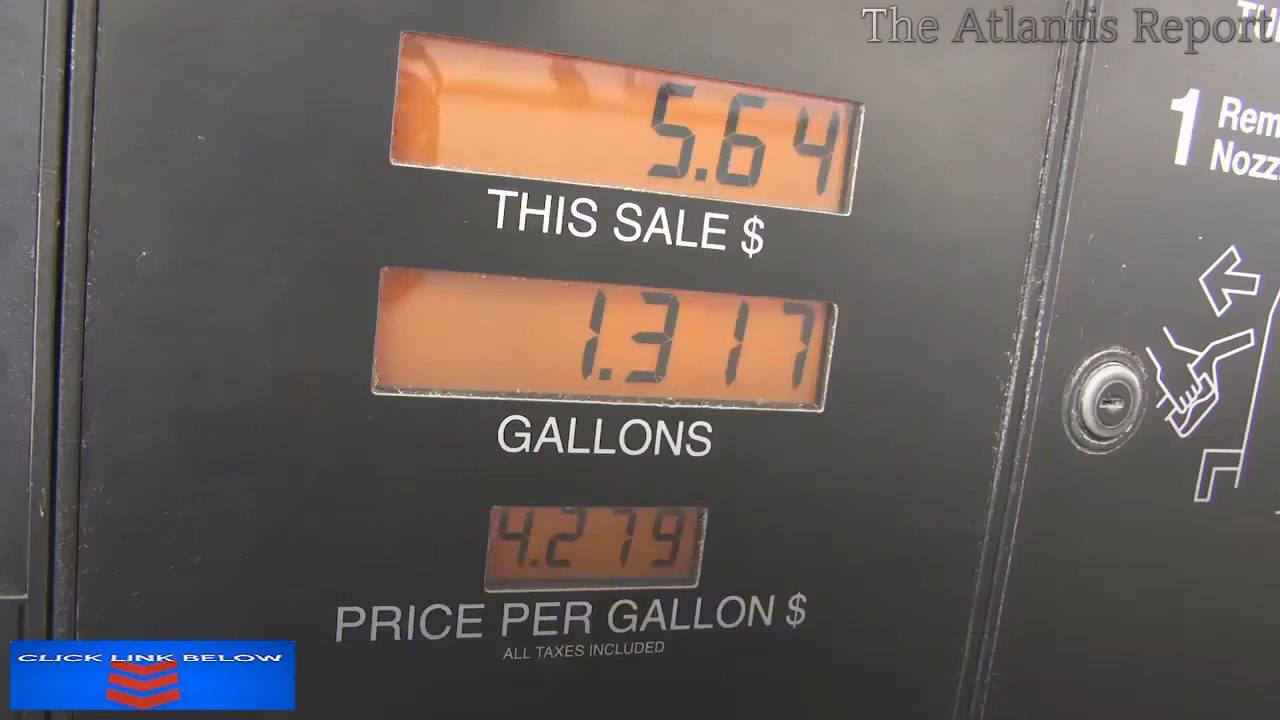 The Atlantis Report
5.64
THIS SALE $
1.317
GALLONS
4.279
PRICE PER GALLON $
ALL TAXES INCLUDED
1
CLICK LINK BELOW